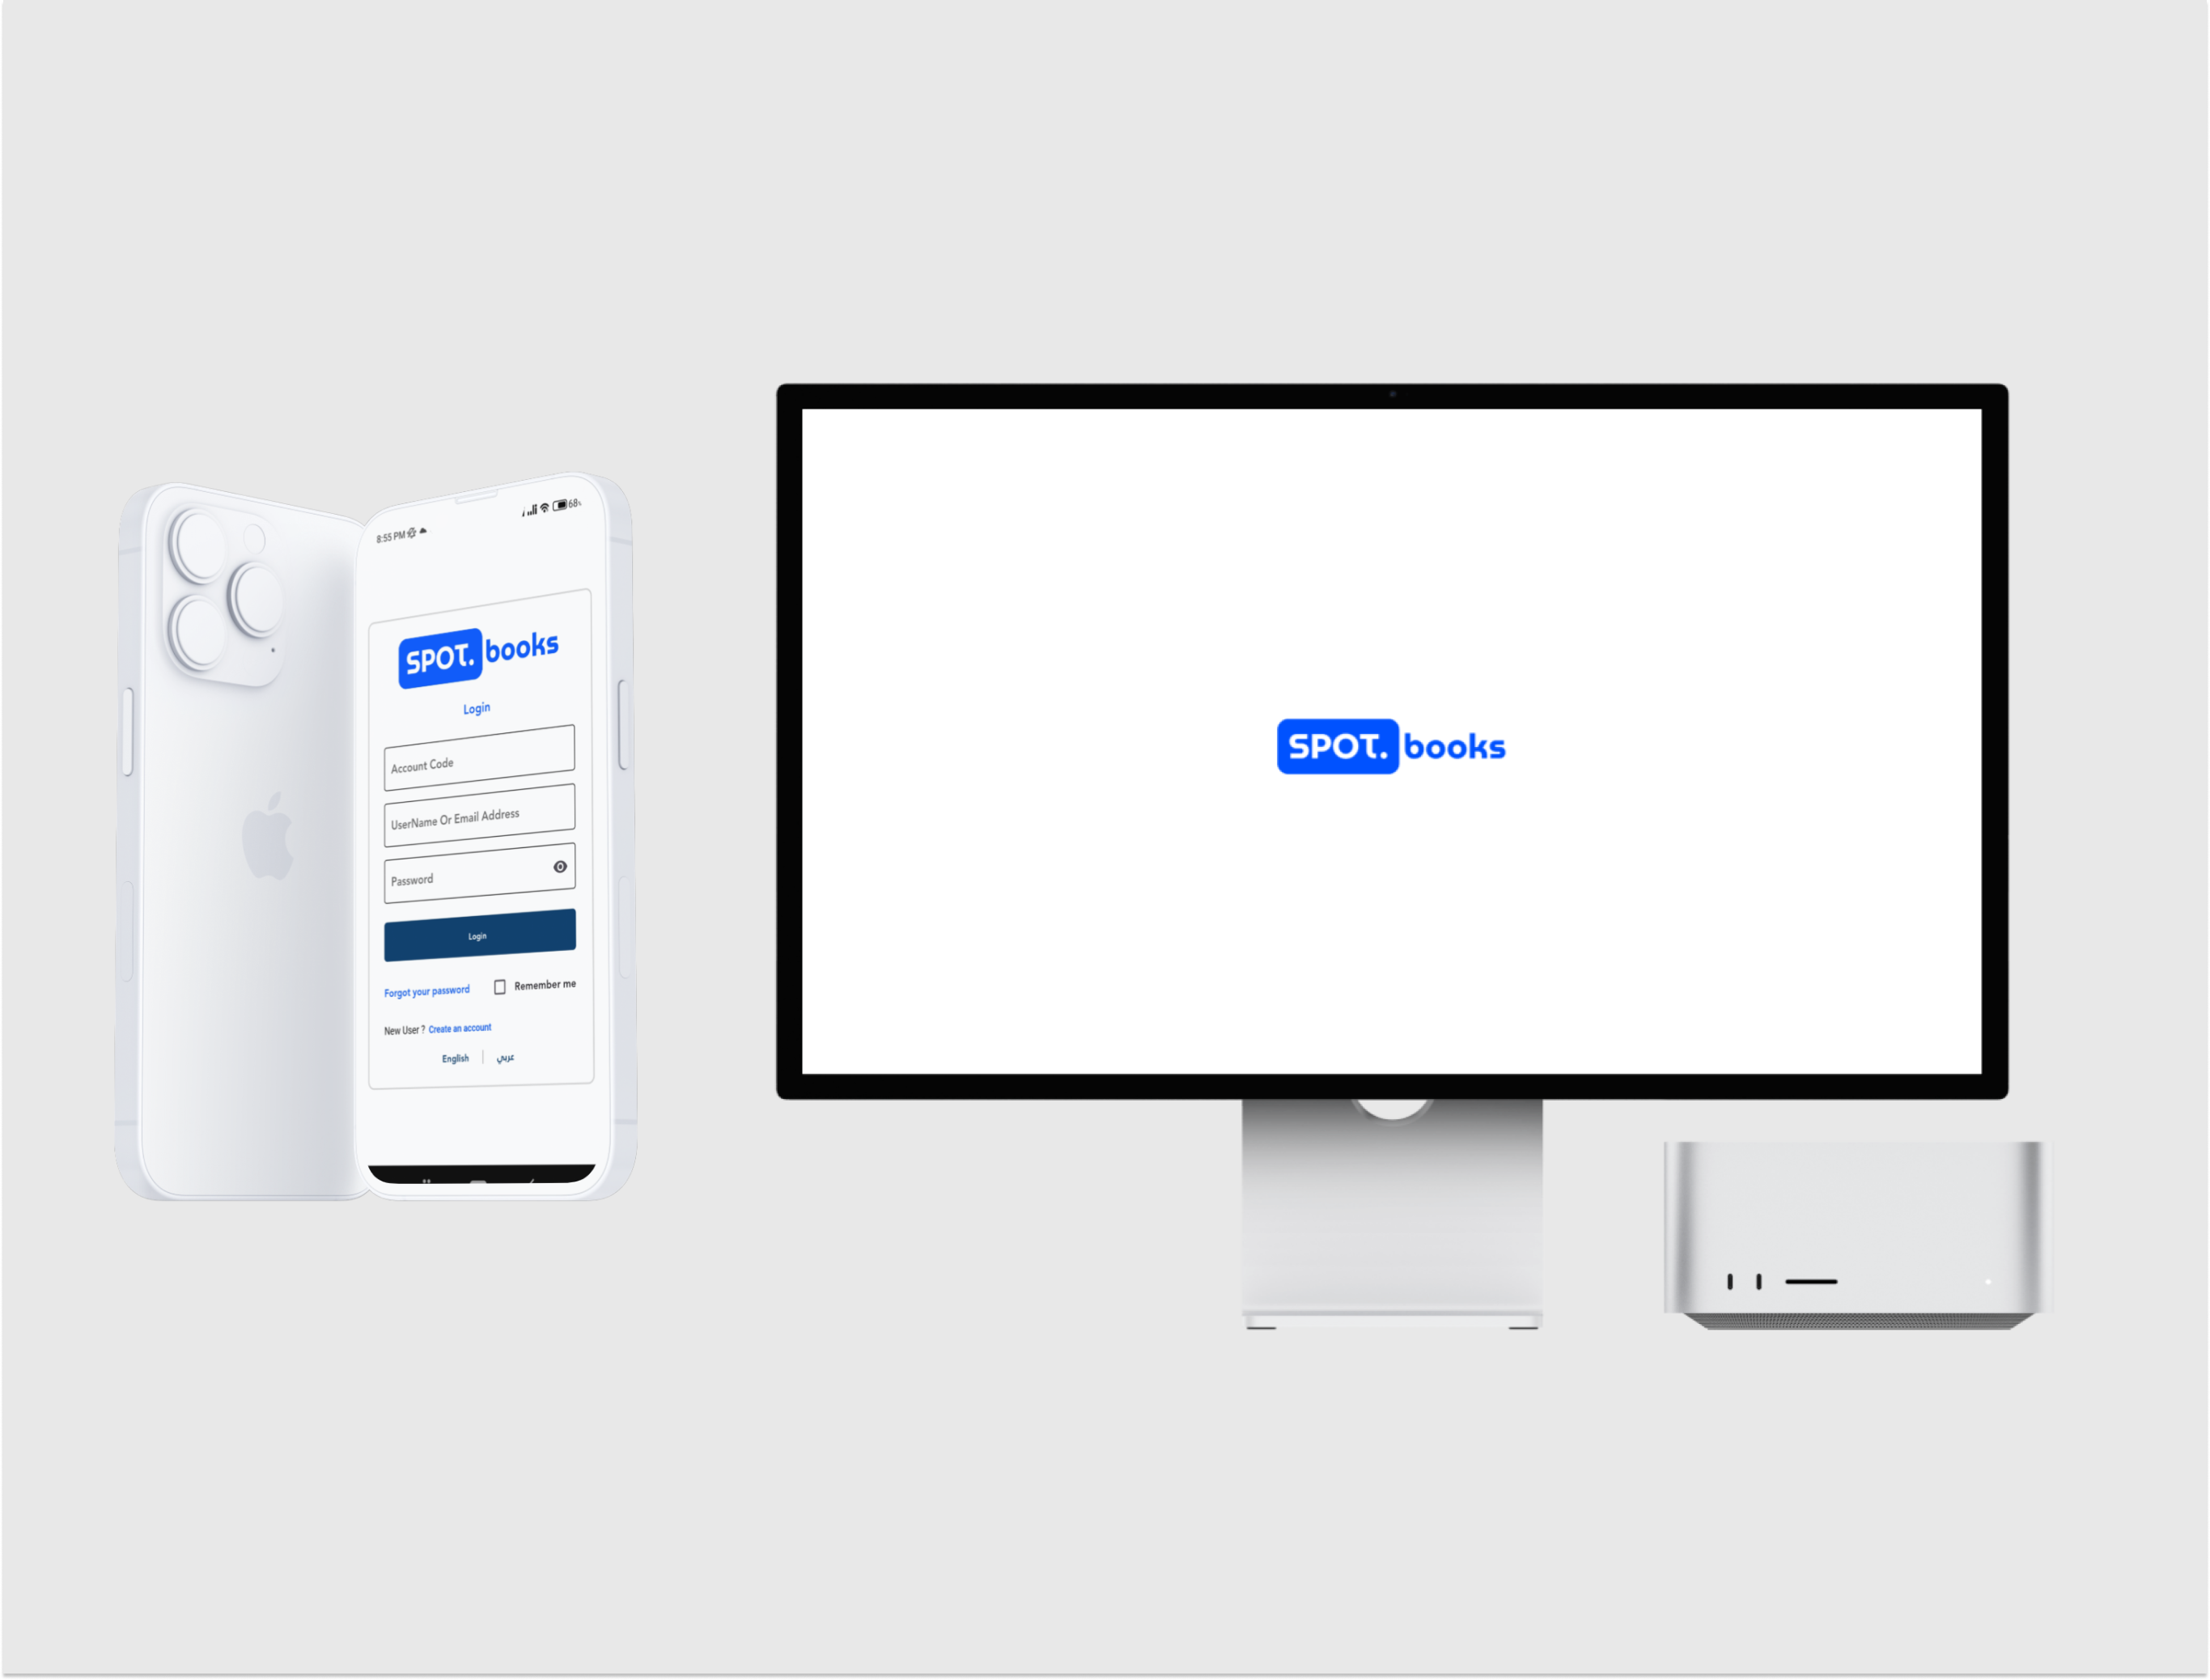 8:55 PM
68%
SPOT. books
Login
Account Code
UserName Or Email Address
Password
Login
Forgot your password
Remember me
New User ? Create an account
English | عربي
SPOT. books